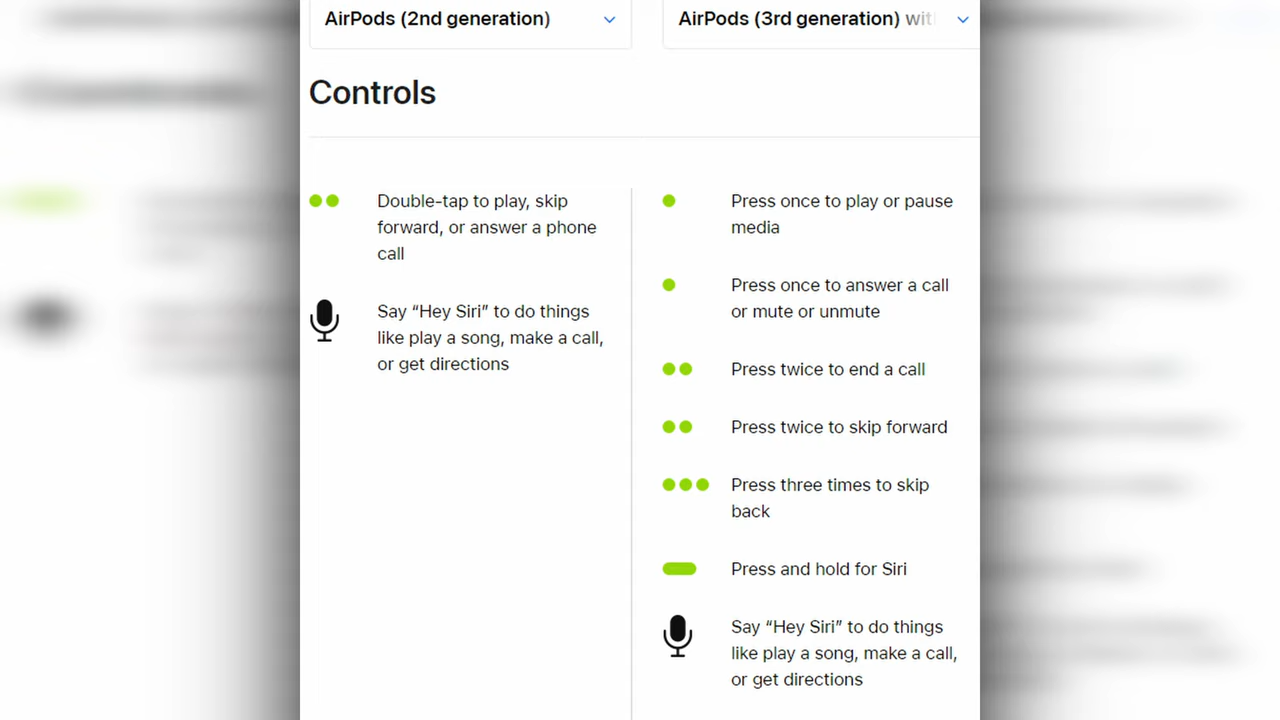 AirPods (2nd generation)
AirPods (3rd generation) wit
Controls
Double-tap to play, skip
forward, or answer a phone
call
Say “Hey Siri” to do things
like play a song, make a call,
or get directions
Press once to play or pause
media
Press once to answer a call
or mute or unmute
Press twice to end a call
Press twice to skip forward
Press three times to skip
back
Press and hold for Siri
Say “Hey Siri” to do things
like play a song, make a call,
or get directions